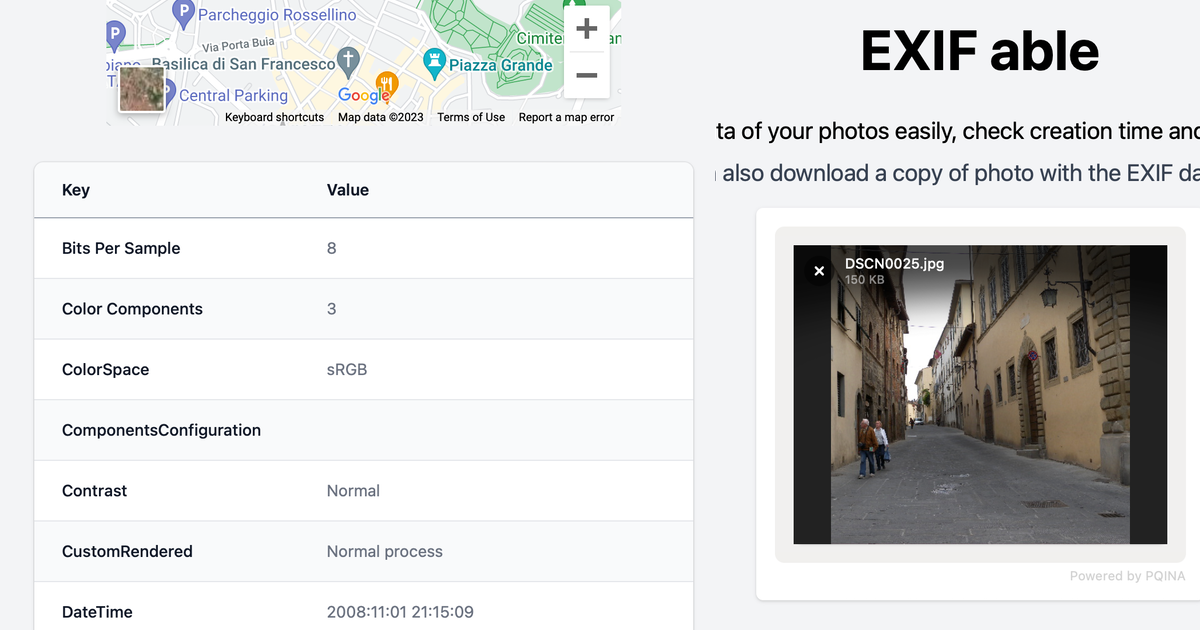 P
Parcheggio Rossellino
P
Via Porta Buia
Basilica di San Francesco
Piazza Grande
Central Parking
Google
Keyboard shortcuts
Map data ©2023
Terms of Use
Report a map error
Key Value
Bits Per Sample 8
Color Components 3
ColorSpace sRGB
ComponentsConfiguration
Contrast Normal
CustomRendered Normal process
DateTime 2008:11:01 21:15:09
EXIF able
ta of your photos easily, check creation time and
also download a copy of photo with the EXIF da
DSCN0025.jpg
150 KB
Powered by PQINA